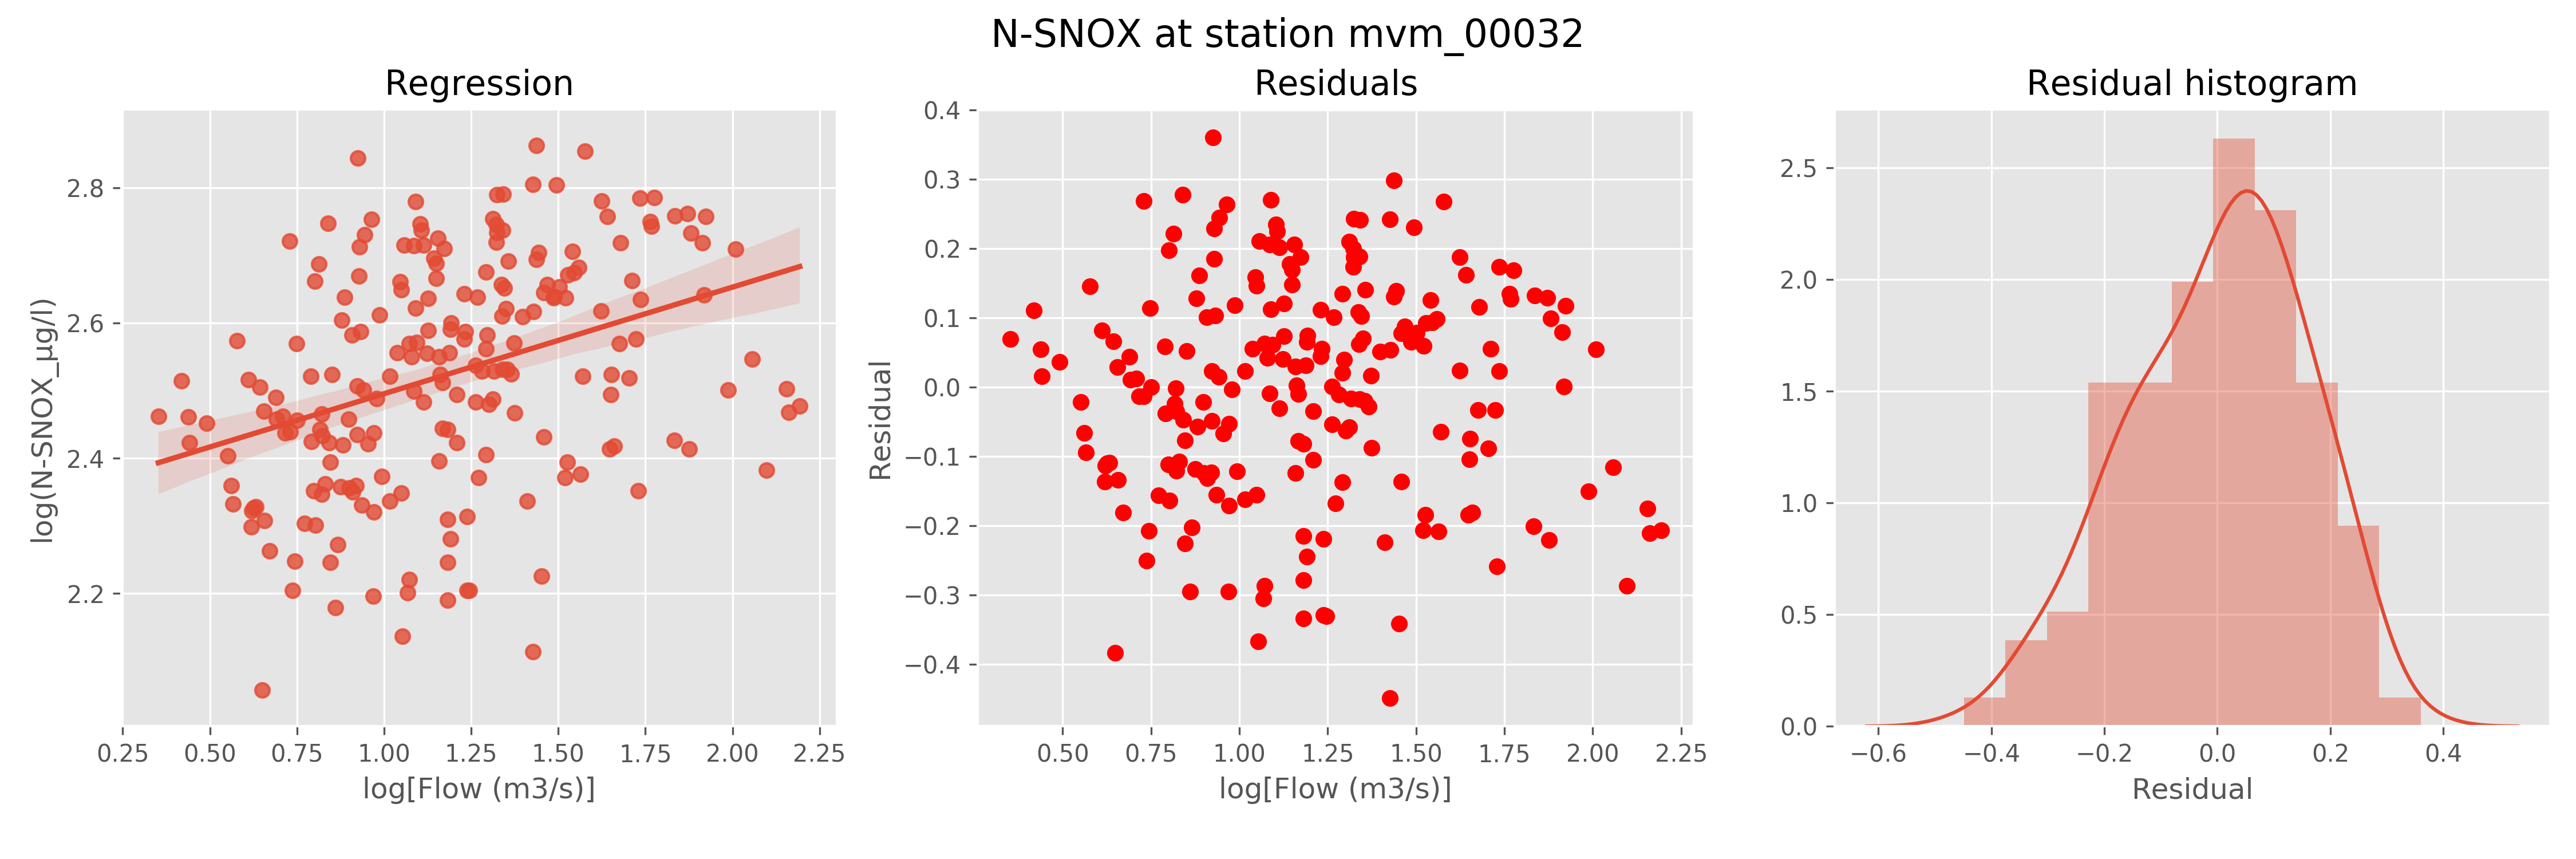 N-SNOX at station mvm_00032
Regression
2.8
2.6
2.4
2.2
log(N-SNOX_µg/l)
0.25 0.50 0.75 1.00 1.25 1.50 1.75 2.00 2.25
log[Flow (m3/s)]
Residuals
0.4
0.3
0.2
0.1
0.0
−0.1
−0.2
−0.3
−0.4
Residual
0.50 0.75 1.00 1.25 1.50 1.75 2.00 2.25
log[Flow (m3/s)]
Residual histogram
2.5
2.0
1.5
1.0
0.5
0.0
−0.6 −0.4 −0.2 0.0 0.2 0.4
Residual